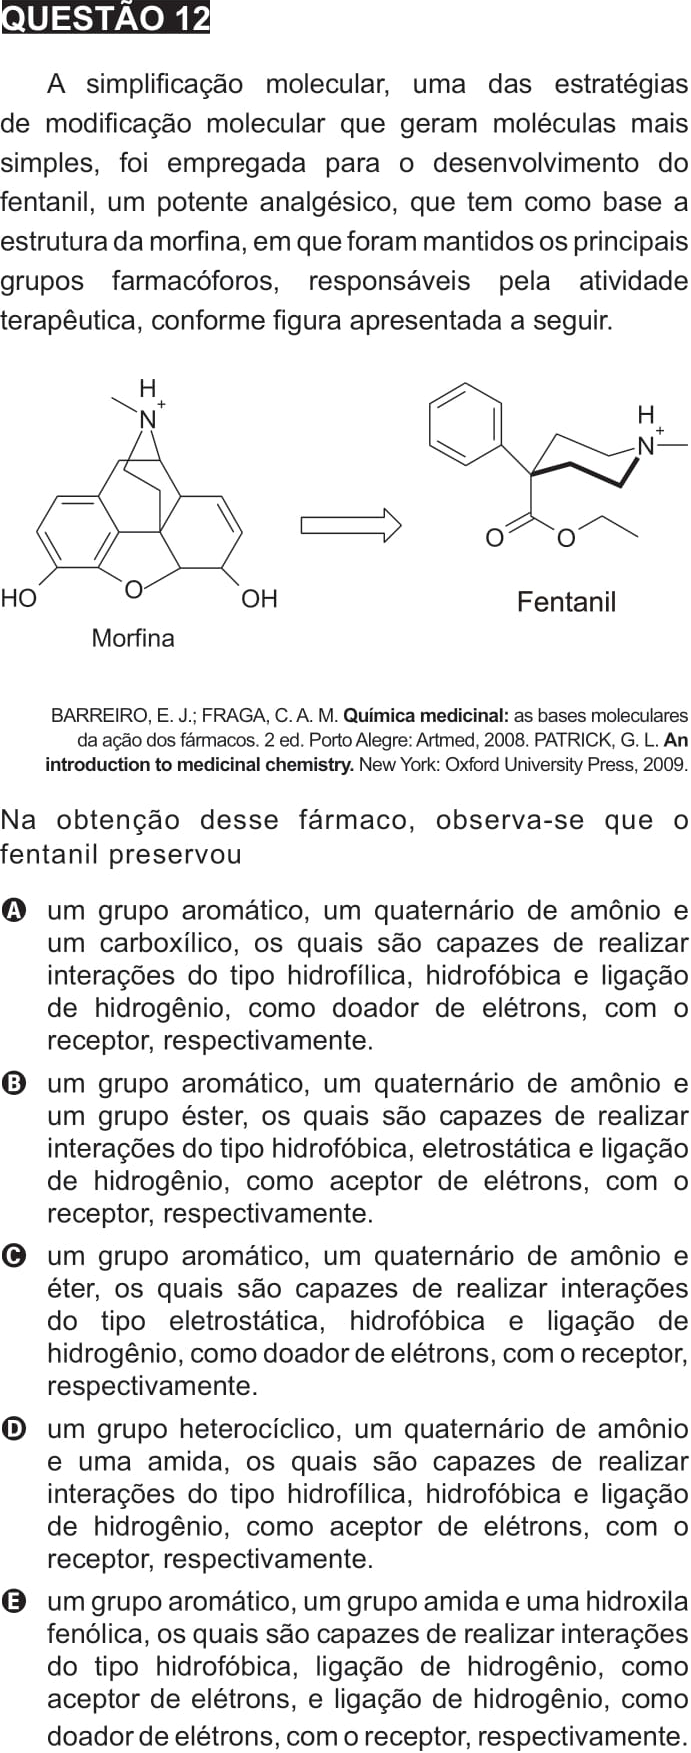 QUESTÃO 12
A simplificação molecular, uma das estratégias
de modificação molecular que geram moléculas mais
simples, foi empregada para o desenvolvimento do
fentanil, um potente analgésico, que tem como base a
estrutura da morfina, em que foram mantidos os principais
grupos farmacóforos, responsáveis pela atividade
terapêutica, conforme figura apresentada a seguir.
H
N+
HO
O
OH
Morfina
H
N+
O
O
Fentanil
BARREIRO, E. J.; FRAGA, C. A. M. Química medicinal: as bases moleculares
da ação dos fármacos. 2 ed. Porto Alegre: Artmed, 2008. PATRICK, G. L. An
introduction to medicinal chemistry. New York: Oxford University Press, 2009.
Na obtenção desse fármaco, observa-se que o
fentanil preservou
A um grupo aromático, um quaternário de amônio e
um carboxílico, os quais são capazes de realizar
interações do tipo hidrofílica, hidrofóbica e ligação
de hidrogênio, como doador de elétrons, com o
receptor, respectivamente.
B um grupo aromático, um quaternário de amônio e
um grupo éster, os quais são capazes de realizar
interações do tipo hidrofóbica, eletrostática e ligação
de hidrogênio, como aceptor de elétrons, com o
receptor, respectivamente.
C um grupo aromático, um quaternário de amônio e
éter, os quais são capazes de realizar interações
do tipo eletrostática, hidrofóbica e ligação de
hidrogênio, como doador de elétrons, com o receptor,
respectivamente.
D um grupo heterocíclico, um quaternário de amônio
e uma amida, os quais são capazes de realizar
interações do tipo hidrofílica, hidrofóbica e ligação
de hidrogênio, como aceptor de elétrons, com o
receptor, respectivamente.
E um grupo aromático, um grupo amida e uma hidroxila
fenólica, os quais são capazes de realizar interações
do tipo hidrofóbica, ligação de hidrogênio, como
aceptor de elétrons, e ligação de hidrogênio, como
doador de elétrons, com o receptor, respectivamente.